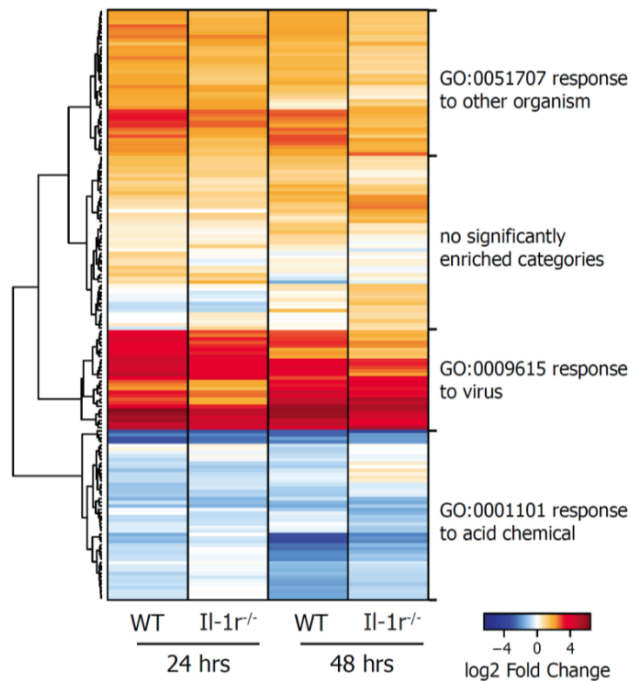 GO:0051707 response
to other organism
no significantly
enriched categories
GO:0009615 response
to virus
GO:0001101 response
to acid chemical
WT Il-1r-/- WT Il-1r-/-
24 hrs 48 hrs
−4 0 4
log2 Fold Change